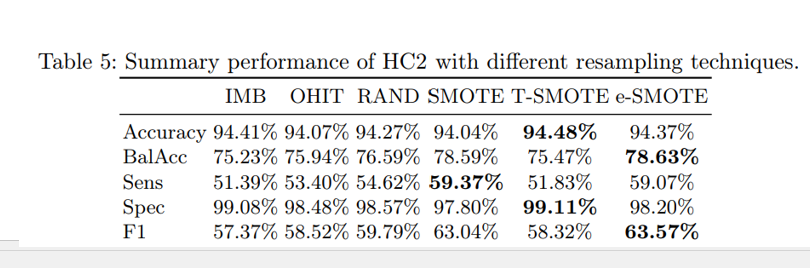 Table 5: Summary performance of HC2 with different resampling techniques.
IMB OHIT RAND SMOTE T-SMOTE e-SMOTE
Accuracy 94.41% 94.07% 94.27% 94.04% 94.48% 94.37%
BalAcc 75.23% 75.94% 76.59% 78.59% 75.47% 78.63%
Sens 51.39% 53.40% 54.62% 59.37% 51.83% 59.07%
Spec 99.08% 98.48% 98.57% 97.80% 99.11% 98.20%
F1 57.37% 58.52% 59.79% 63.04% 58.32% 63.57%